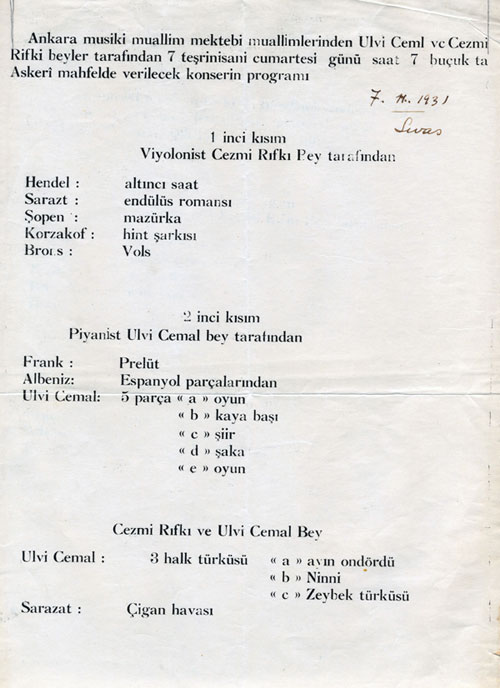 Ankara musiki muallim mektebi muallimlerinden Ulvi Ceml ve Cezmi
Rifki beyler tarafından 7 teşrinisani cumartesi günü saat 7 buçuk ta
Askerî mahfelde verilecek konserin programı
7. 11. 1931
Sıvas
1 inci kısım
Viyolonist Cezmi Rıfkı Bey tarafından
Hendel : altıncı saat
Sarazt : endülüs romansı
Şopen : mazürka
Korzakof : hint şarkısı
Broms : Vols
2 inci kısım
Piyanist Ulvi Cemal bey tarafından
Frank : Prelüt
Albeniz: Espanyol parçalarından
Ulvi Cemal: 5 parça « a » oyun
« b » kaya başı
« c » şiir
« d » şaka
« e » oyun
Cezmi Rıfkı ve Ulvi Cemal Bey
Ulvi Cemal : 3 halk türküsü « a » ayın ondördü
« b » Ninni
« c » Zeybek türküsü
Sarazat : Çigan havası